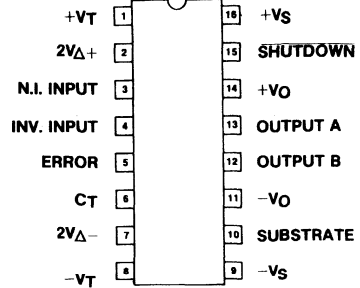 +VT 1 16 +VS
2VΔ+ 2 15 SHUTDOWN
N.I. INPUT 3 14 +VO
INV. INPUT 4 13 OUTPUT A
ERROR 5 12 OUTPUT B
CT 6 11 −VO
2VΔ− 7 10 SUBSTRATE
−VT 8 9 −VS